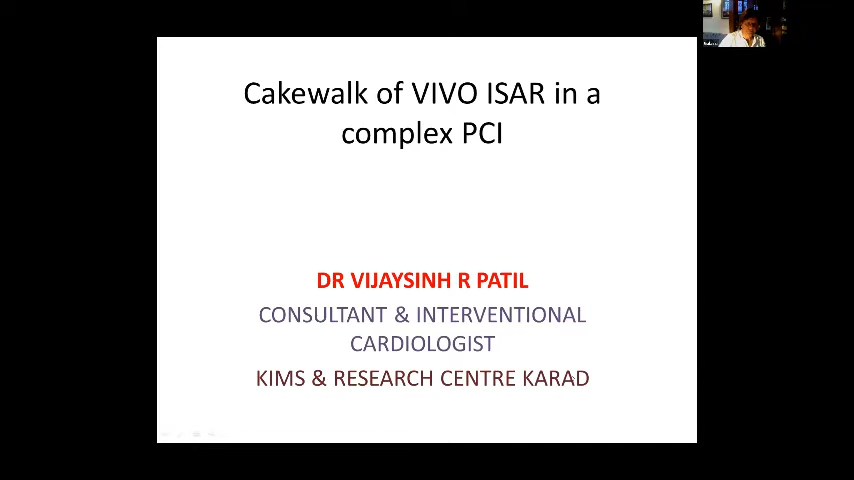 Cakewalk of VIVO ISAR in a
complex PCI
DR VIJAYSINH R PATIL
CONSULTANT & INTERVENTIONAL
CARDIOLOGIST
KIMS & RESEARCH CENTRE KARAD